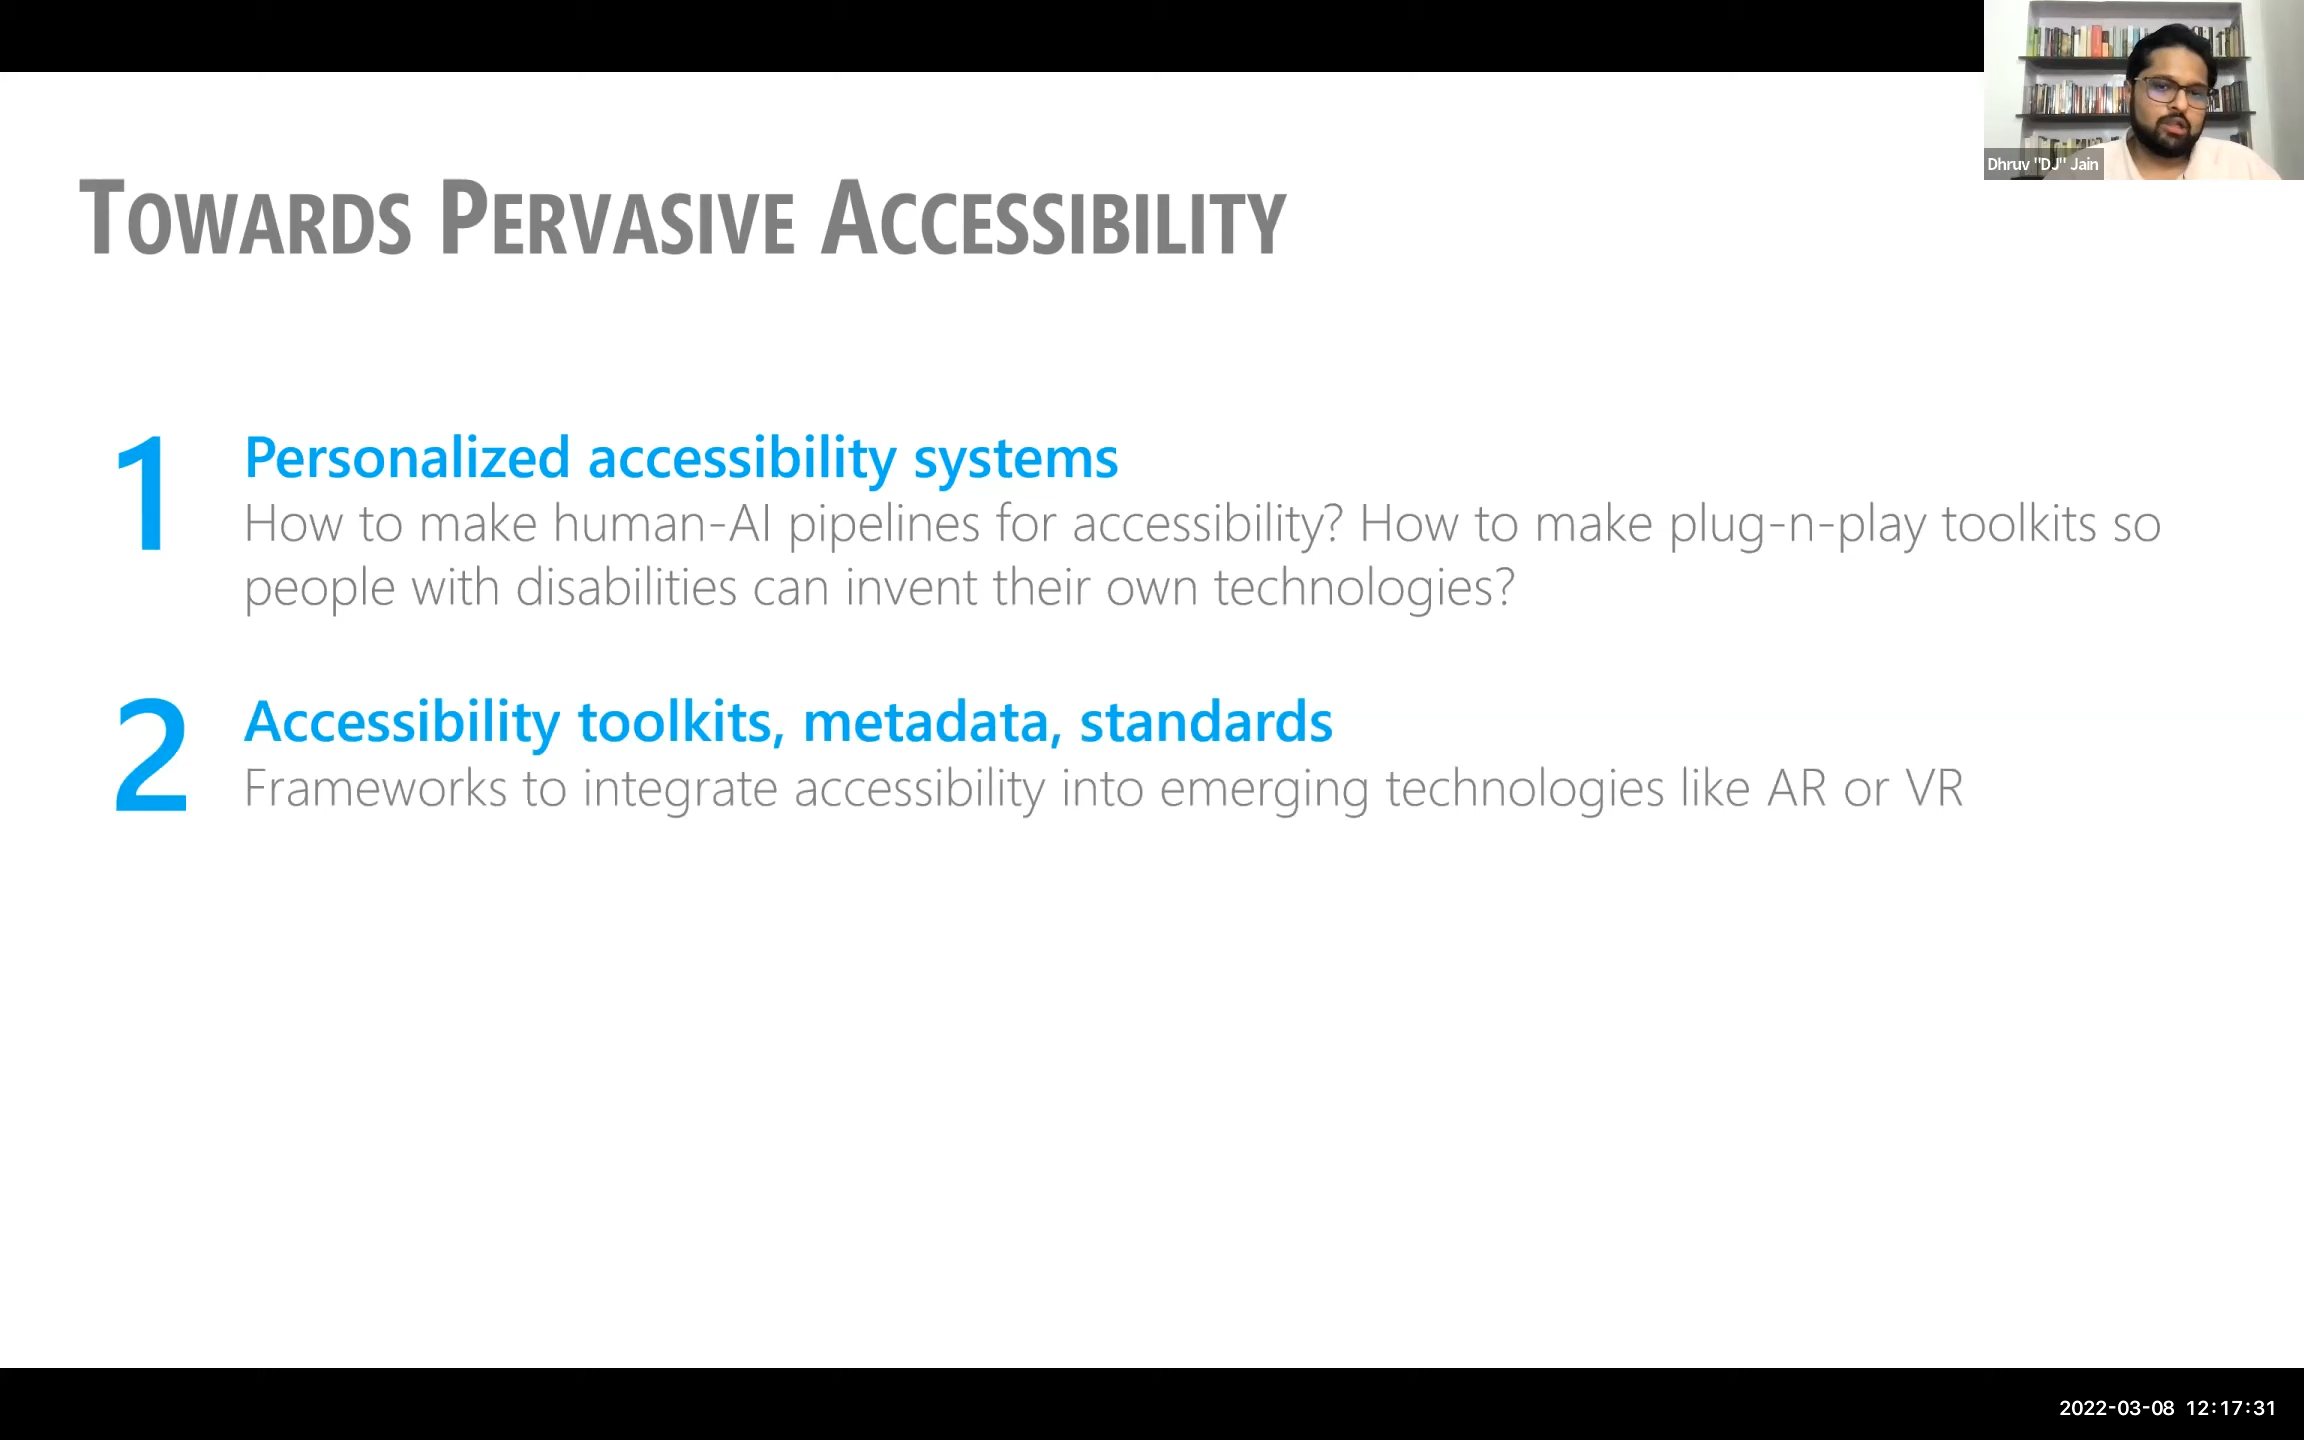 Dhruv "DJ" Jain
TOWARDS PERVASIVE ACCESSIBILITY
1
Personalized accessibility systems
How to make human-AI pipelines for accessibility? How to make plug-n-play toolkits so
people with disabilities can invent their own technologies?
2
Accessibility toolkits, metadata, standards
Frameworks to integrate accessibility into emerging technologies like AR or VR
2022-03-08 12:17:31